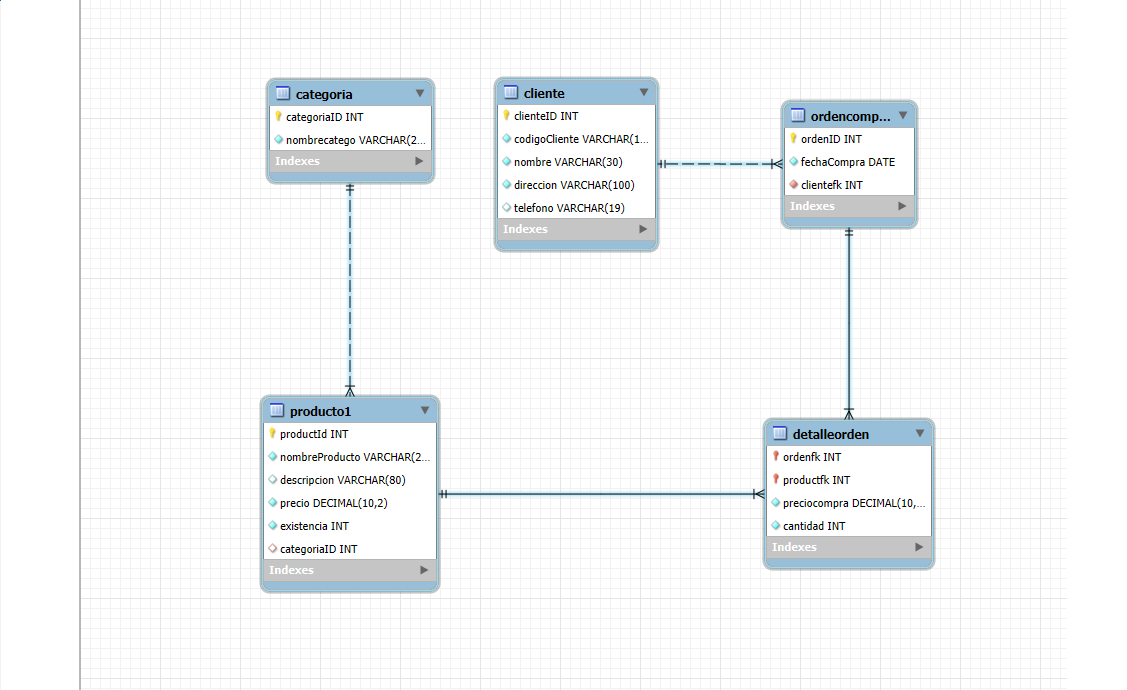 categoria
categoriaID INT
nombrecatego VARCHAR(2...
Indexes
cliente
clienteID INT
codigoCliente VARCHAR(1...
nombre VARCHAR(30)
direccion VARCHAR(100)
telefono VARCHAR(19)
Indexes
ordencomp...
ordenID INT
fechaCompra DATE
clientefk INT
Indexes
producto1
productId INT
nombreProducto VARCHAR(2...
descripcion VARCHAR(80)
precio DECIMAL(10,2)
existencia INT
categoriaID INT
Indexes
detalleorden
ordenfk INT
productfk INT
preciocompra DECIMAL(10,...
cantidad INT
Indexes